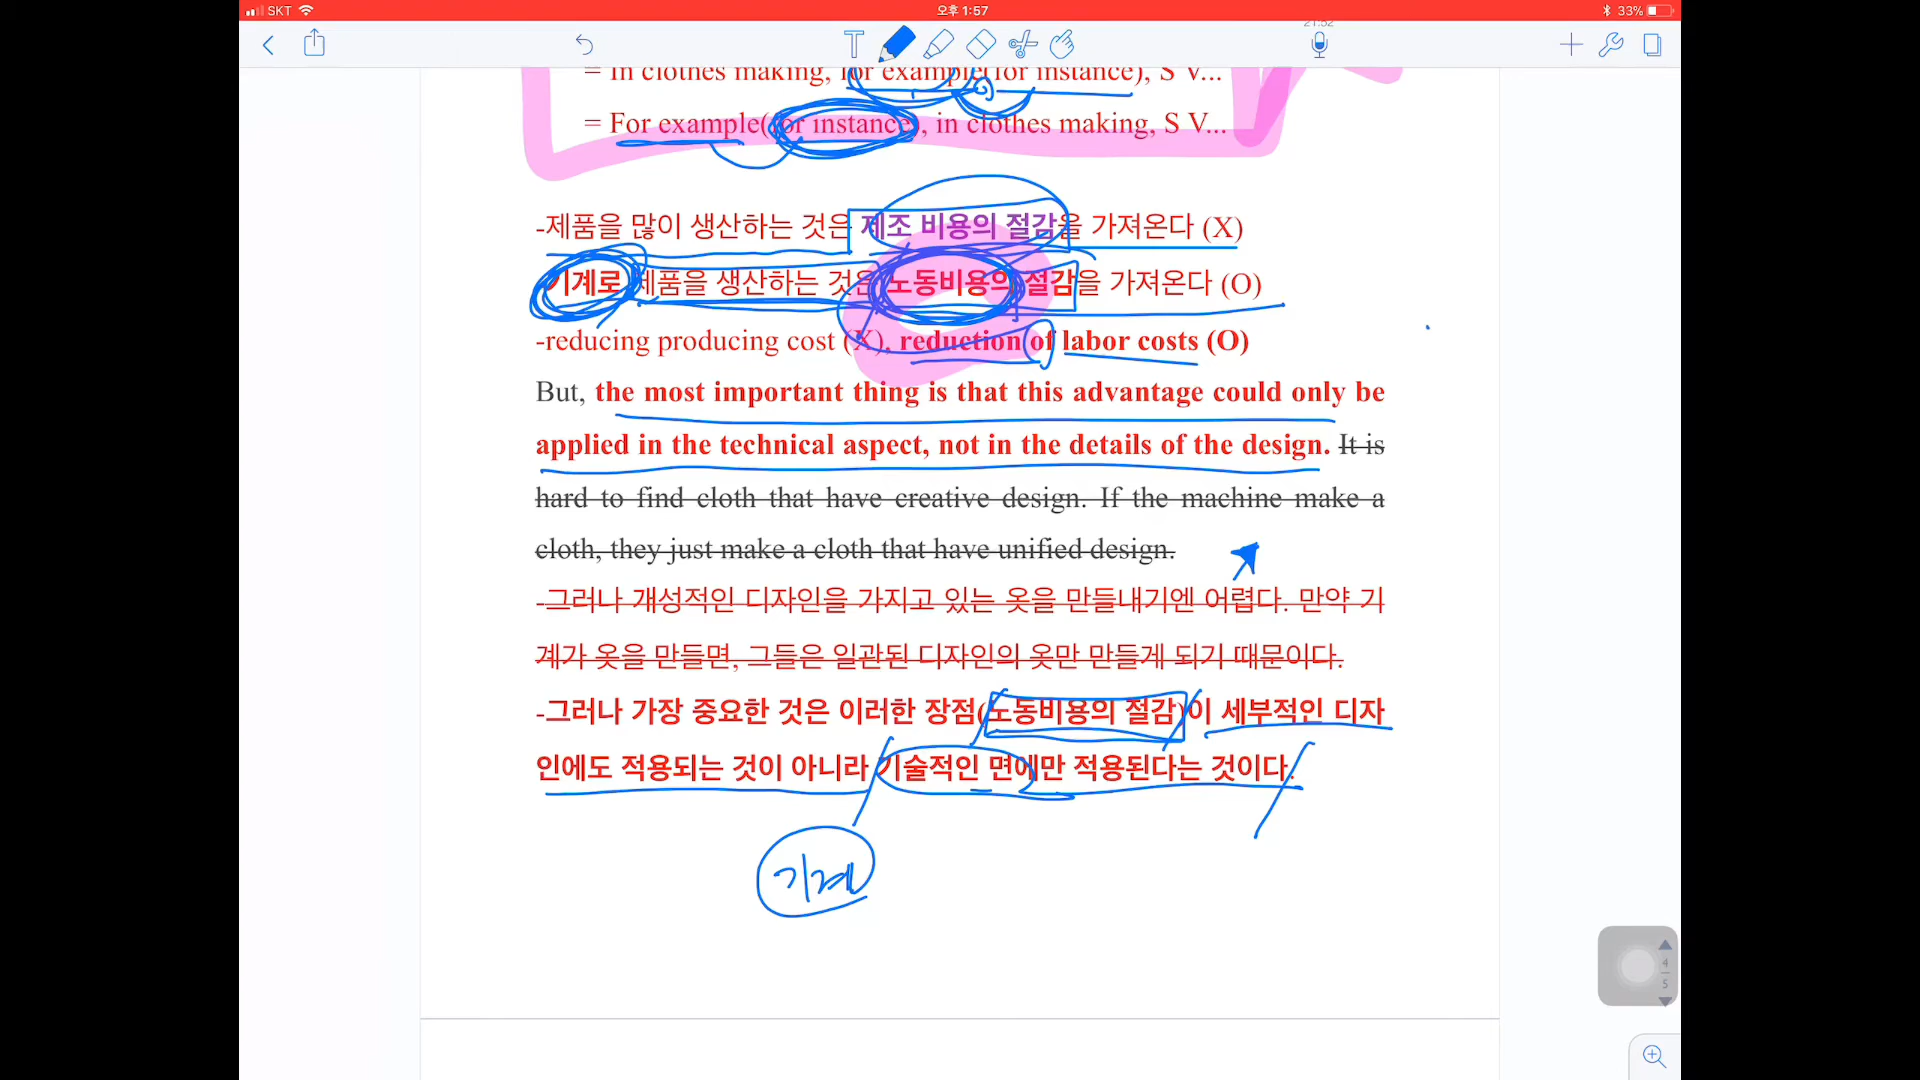 SKT 오후 1:57 33%
T 21:52
= In clothes making, for example(for instance), S V...
= For example(for instance), in clothes making, S V...
-제품을 많이 생산하는 것은 제조 비용의 절감을 가져온다 (X)
기계로 제품을 생산하는 것은 노동비용의 절감을 가져온다 (O)
-reducing producing cost (X), reduction of labor costs (O)
But, the most important thing is that this advantage could only be
applied in the technical aspect, not in the details of the design. It is
hard to find cloth that have creative design. If the machine make a
cloth, they just make a cloth that have unified design.
-그러나 개성적인 디자인을 가지고 있는 옷을 만들내기엔 어렵다. 만약 기
계가 옷을 만들면, 그들은 일관된 디자인의 옷만 만들게 되기 때문이다.
-그러나 가장 중요한 것은 이러한 장점(노동비용의 절감)이 세부적인 디자
인에도 적용되는 것이 아니라 기술적인 면에만 적용된다는 것이다.
기계
4
5